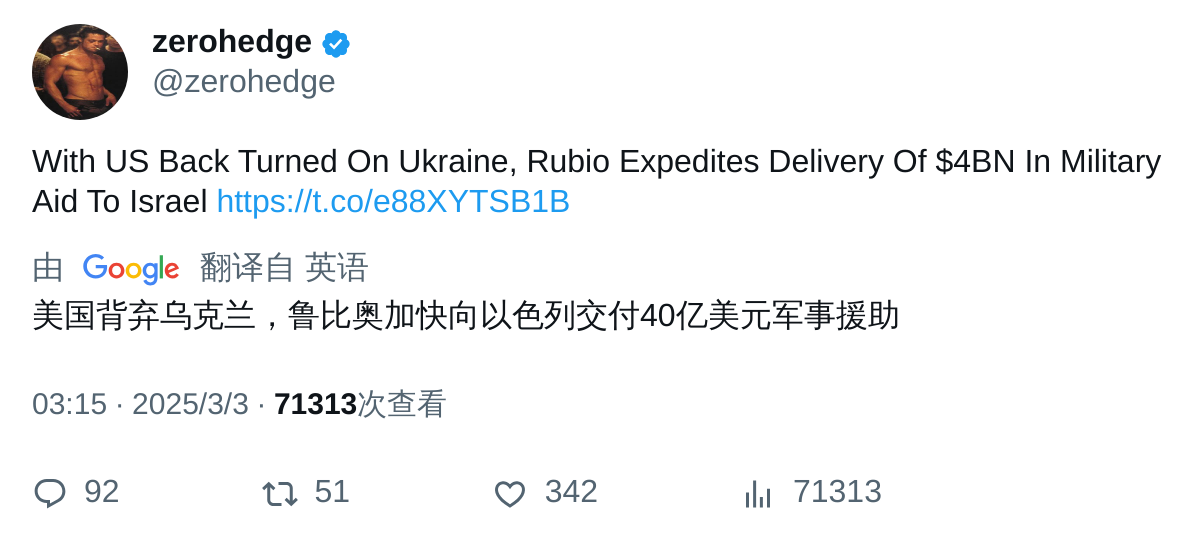 zerohedge
@zerohedge
With US Back Turned On Ukraine, Rubio Expedites Delivery Of $4BN In Military
Aid To Israel https://t.co/e88XYTSB1B
由 Google 翻译自 英语
美国背弃乌克兰，鲁比奥加快向以色列交付40亿美元军事援助
03:15 · 2025/3/3 · 71313次查看
92 51 342 71313